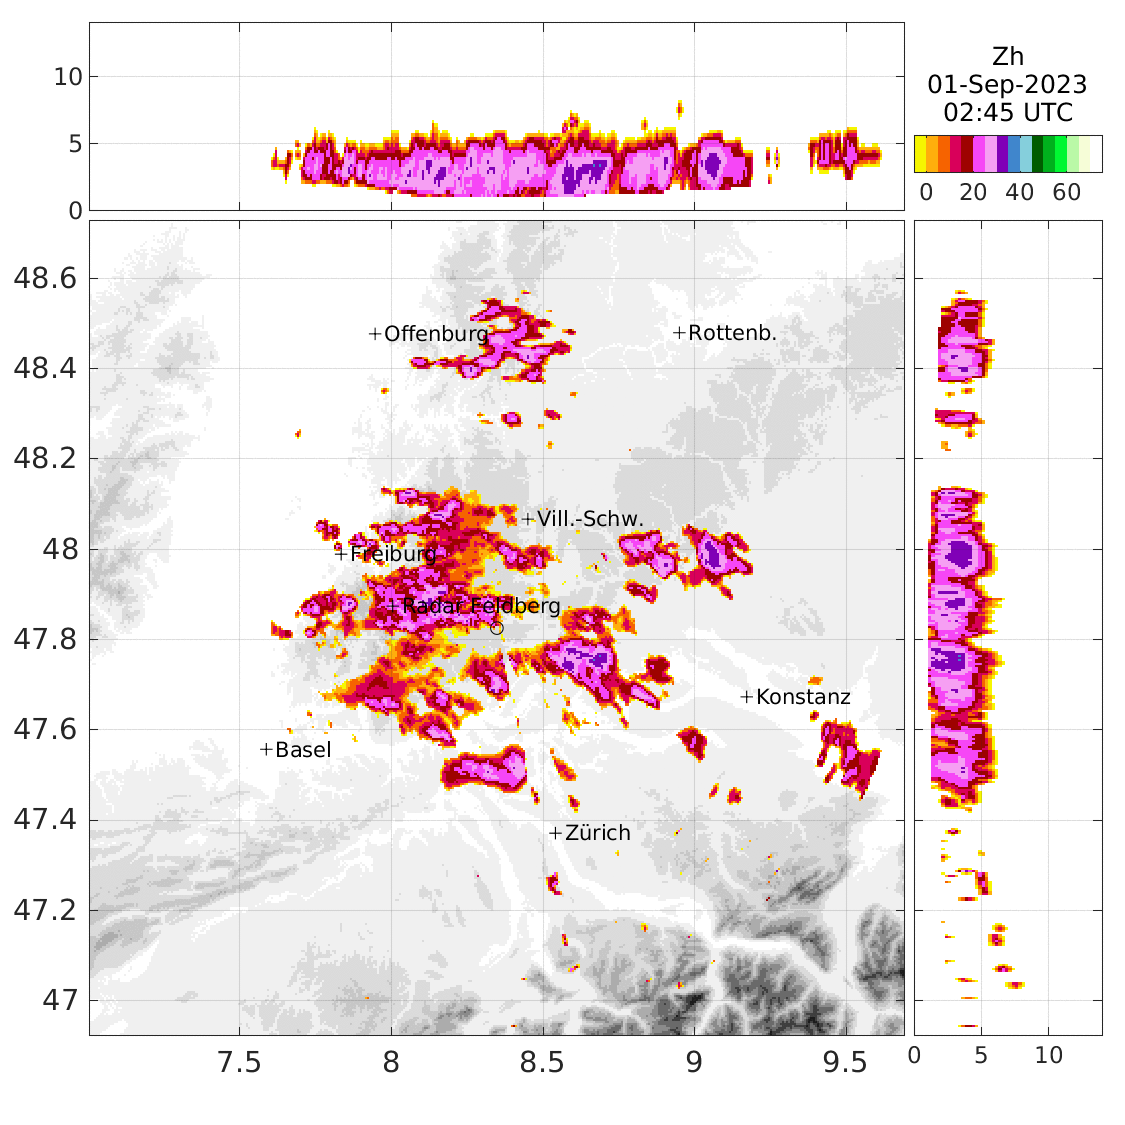 10
5
0
Zh
01-Sep-2023
02:45 UTC
0 20 40 60
48.6
48.4
48.2
48
47.8
47.6
47.4
47.2
47
+Offenburg
+Rottenb.
+Vill.-Schw.
+Freiburg
+Radar Feldberg
+Konstanz
+Basel
+Zürich
7.5 8 8.5 9 9.5
0 5 10